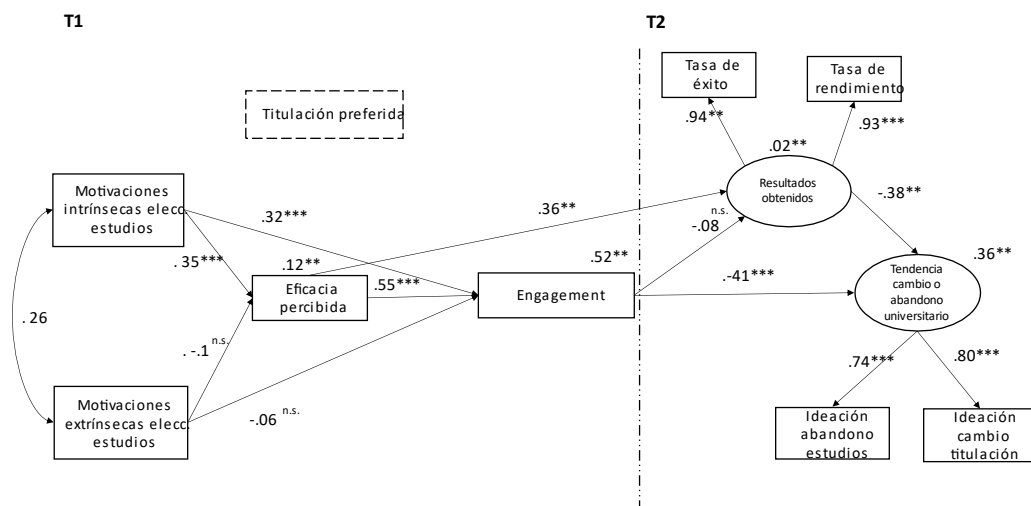 T1
T2
Tasa de
éxito
Tasa de
rendimiento
Titulación preferida
.94**
.93***
.02**
Resultados
obtenidos
-.38**
Motivaciones
intrínsecas elecc.
estudios
.32***
.36**
n.s.
-.08
.35***
.12**
.52**
.36**
Eficacia
percibida
.55***
Engagement
.-41***
Tendencia
cambio o
abandono
universitario
. 26
. -.1 n.s.
.74***
.80***
Motivaciones
extrínsecas elecc.
estudios
-.06 n.s.
Ideación
abandono
estudios
Ideación
cambio
titulación